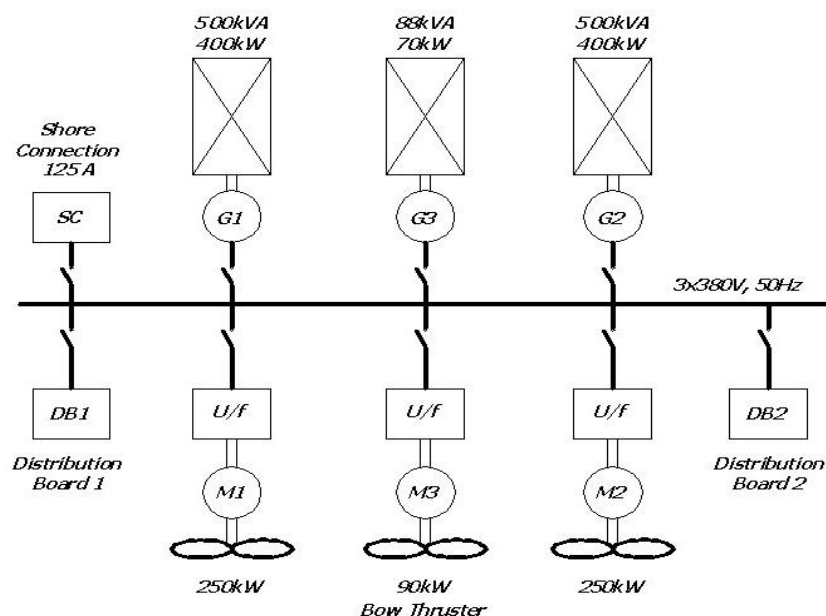 500kVA
400kW
88kVA
70kW
500kVA
400kW
Shore
Connection
125 A
SC
G1
G3
G2
3x380V, 50Hz
DB1
U/f
U/f
U/f
DB2
Distribution
Board 1
M1
M3
M2
Distribution
Board 2
250kW
90kW
Bow Thruster
250kW